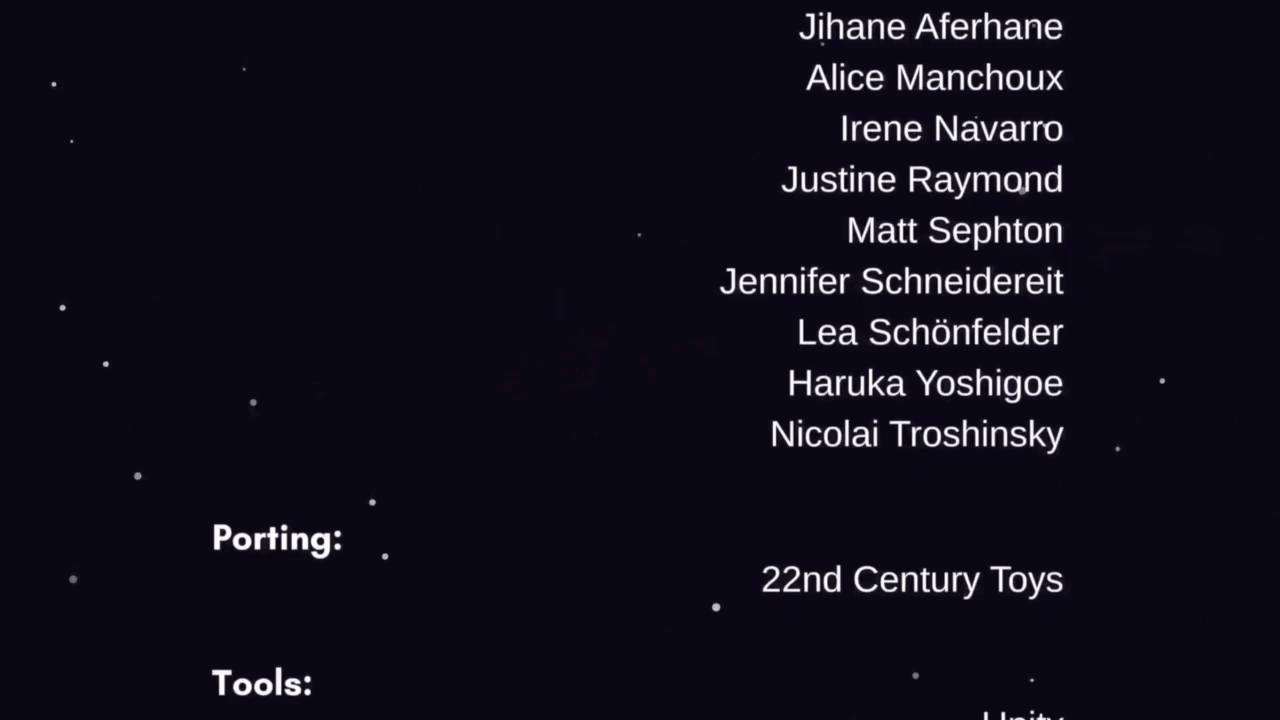 Jihane Aferhane
Alice Manchoux
Irene Navarro
Justine Raymond
Matt Sephton
Jennifer Schneidereit
Lea Schönfelder
Haruka Yoshigoe
Nicolai Troshinsky
Porting:
22nd Century Toys
Tools:
Unity